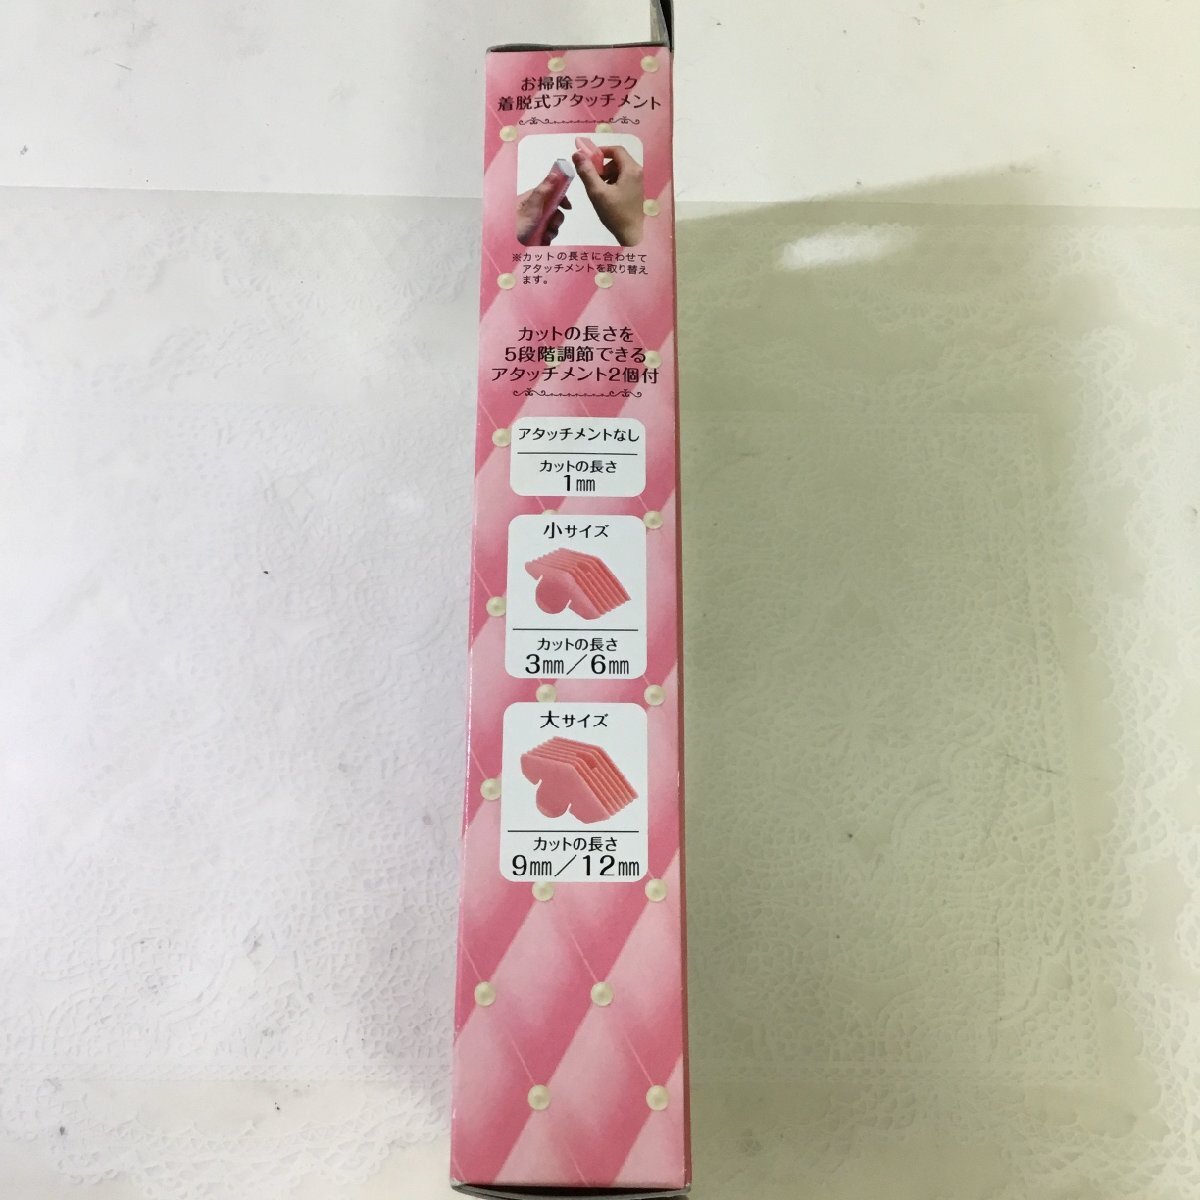 お掃除ラクラク
着脱式アタッチメント
※カットの長さに合わせて
アタッチメントを取り替え
ます。
カットの長さを
5段階調節できる
アタッチメント2個付
アタッチメントなし
カットの長さ
1mm
小サイズ
カットの長さ
3mm/6mm
大サイズ
カットの長さ
9mm/12mm